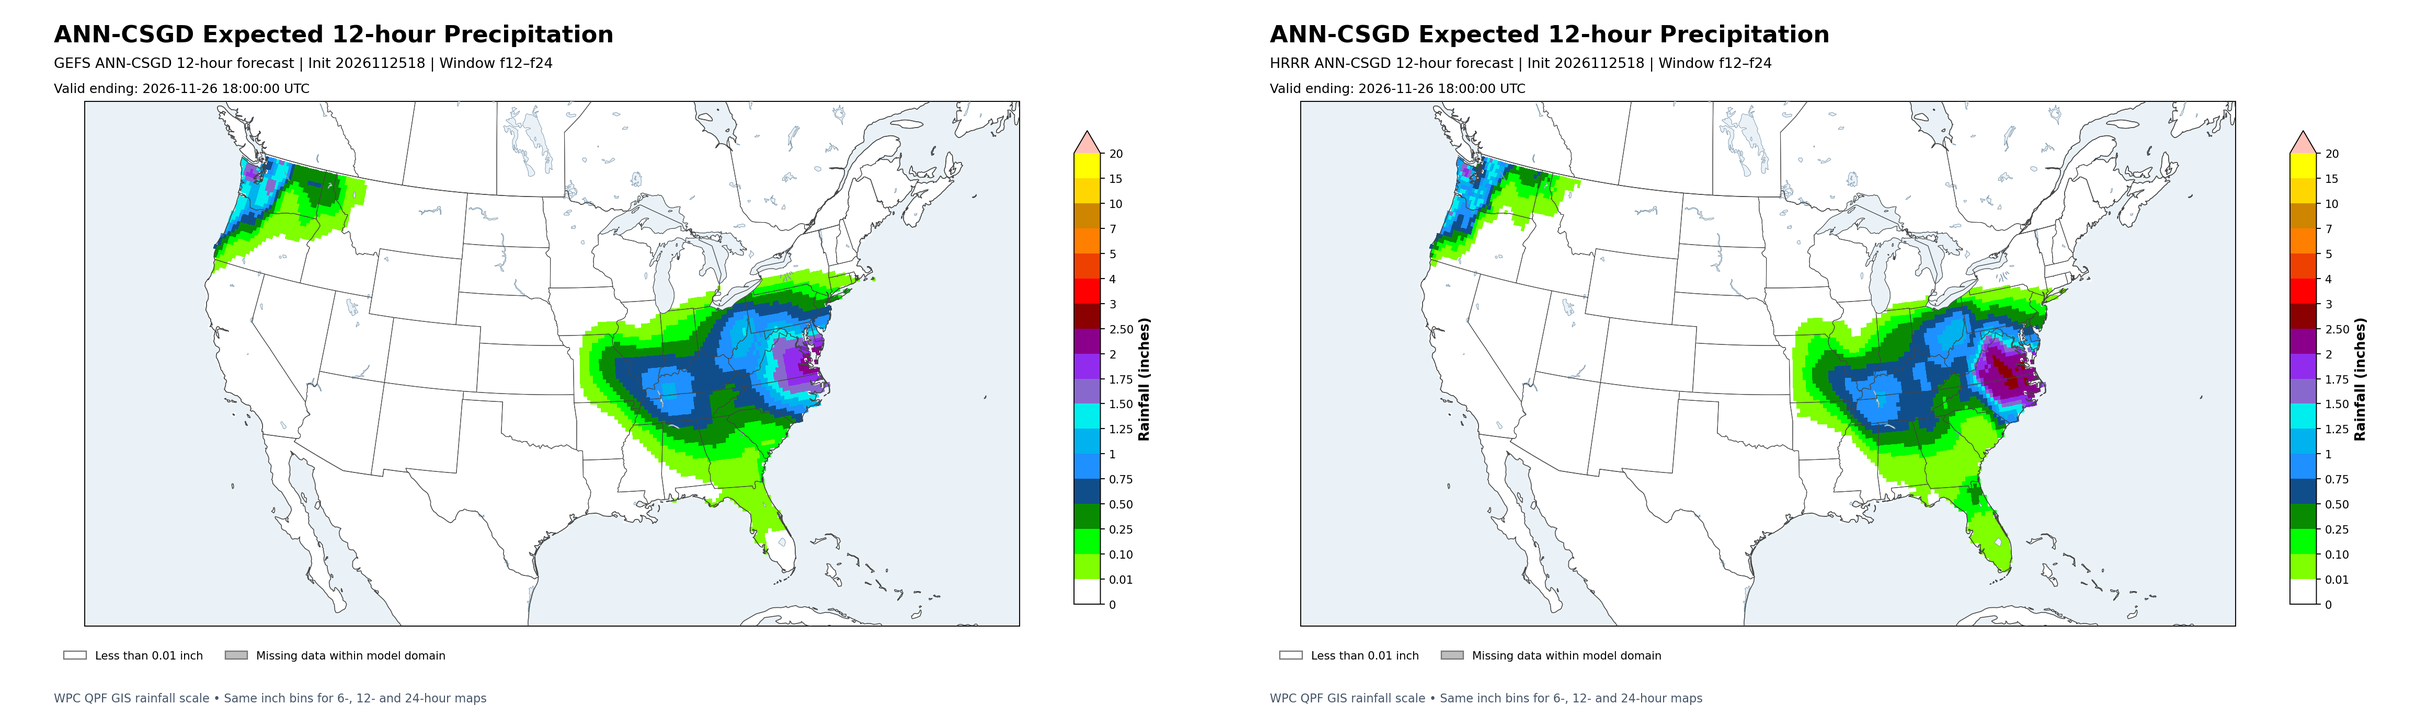 ANN-CSGD Expected 12-hour Precipitation
GEFS ANN-CSGD 12-hour forecast | Init 2026112518 | Window f12–f24
Valid ending: 2026-11-26 18:00:00 UTC
20
15
10
7
5
4
3
2.50
2
1.75
1.50
1.25
1
0.75
0.50
0.25
0.10
0.01
0
Rainfall (inches)
Less than 0.01 inch
Missing data within model domain
WPC QPF GIS rainfall scale • Same inch bins for 6-, 12- and 24-hour maps
ANN-CSGD Expected 12-hour Precipitation
HRRR ANN-CSGD 12-hour forecast | Init 2026112518 | Window f12–f24
Valid ending: 2026-11-26 18:00:00 UTC
20
15
10
7
5
4
3
2.50
2
1.75
1.50
1.25
1
0.75
0.50
0.25
0.10
0.01
0
Rainfall (inches)
Less than 0.01 inch
Missing data within model domain
WPC QPF GIS rainfall scale • Same inch bins for 6-, 12- and 24-hour maps